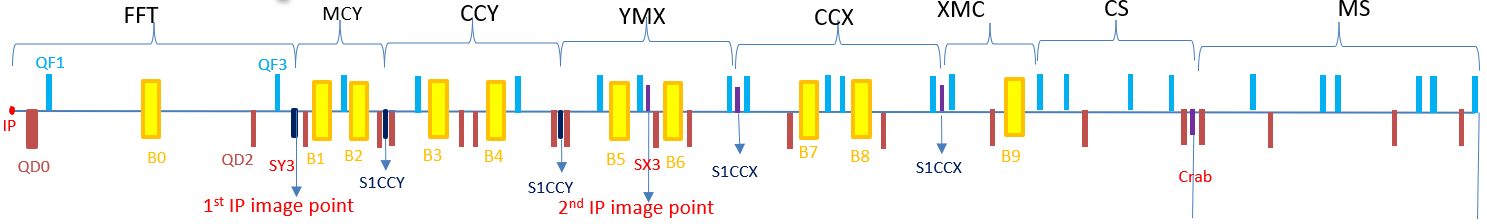 FFT MCY CCY YMX CCX XMC CS MS
QF1 QF3
IP
QD0 B0 QD2 SY3 B1 B2 S1CCY B3 B4 S1CCY B5 SX3 B6 S1CCX B7 B8 S1CCX B9 Crab
1st IP image point 2nd IP image point